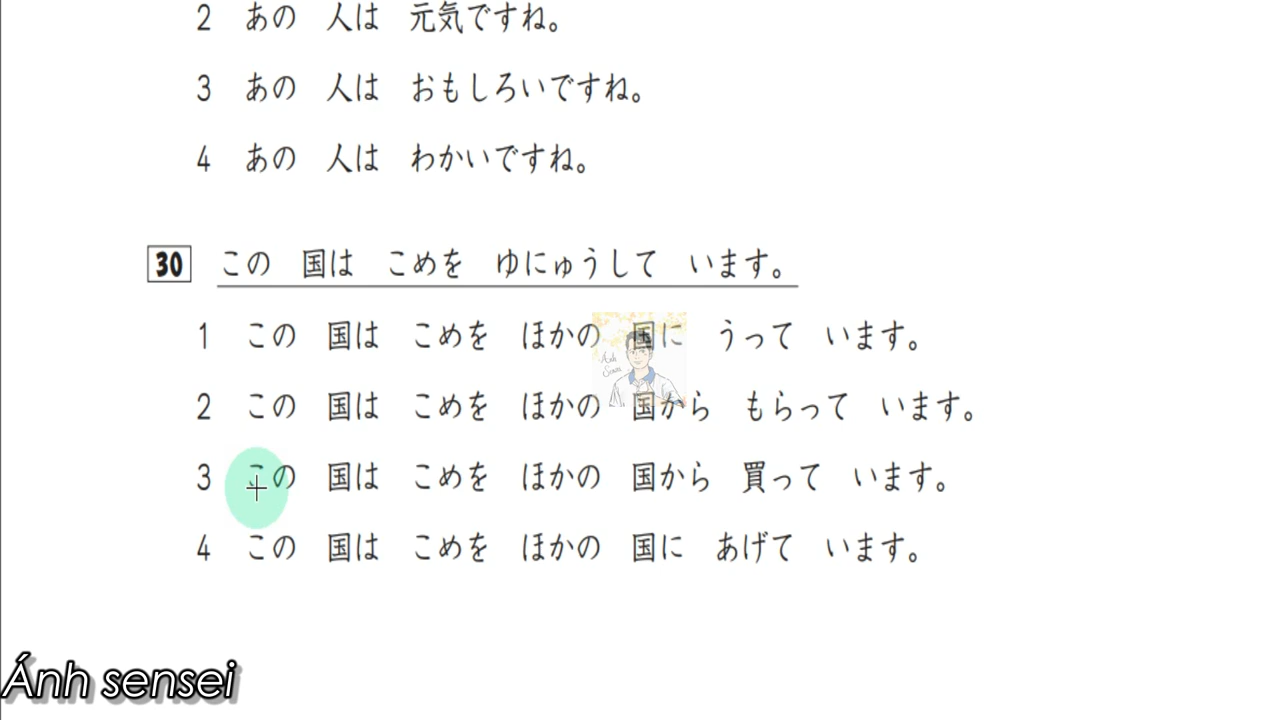 2 あの 人は 元気ですね。
3 あの 人は おもしろいですね。
4 あの 人は わかいですね。
30 この 国は こめを ゆにゅうして います。
1 この 国は こめを ほかの 国に うって います。
Ánh Sensei
2 この 国は こめを ほかの 国から もらって います。
3 この 国は こめを ほかの 国から 買って います。
4 この 国は こめを ほかの 国に あげて います。
Ánh sensei